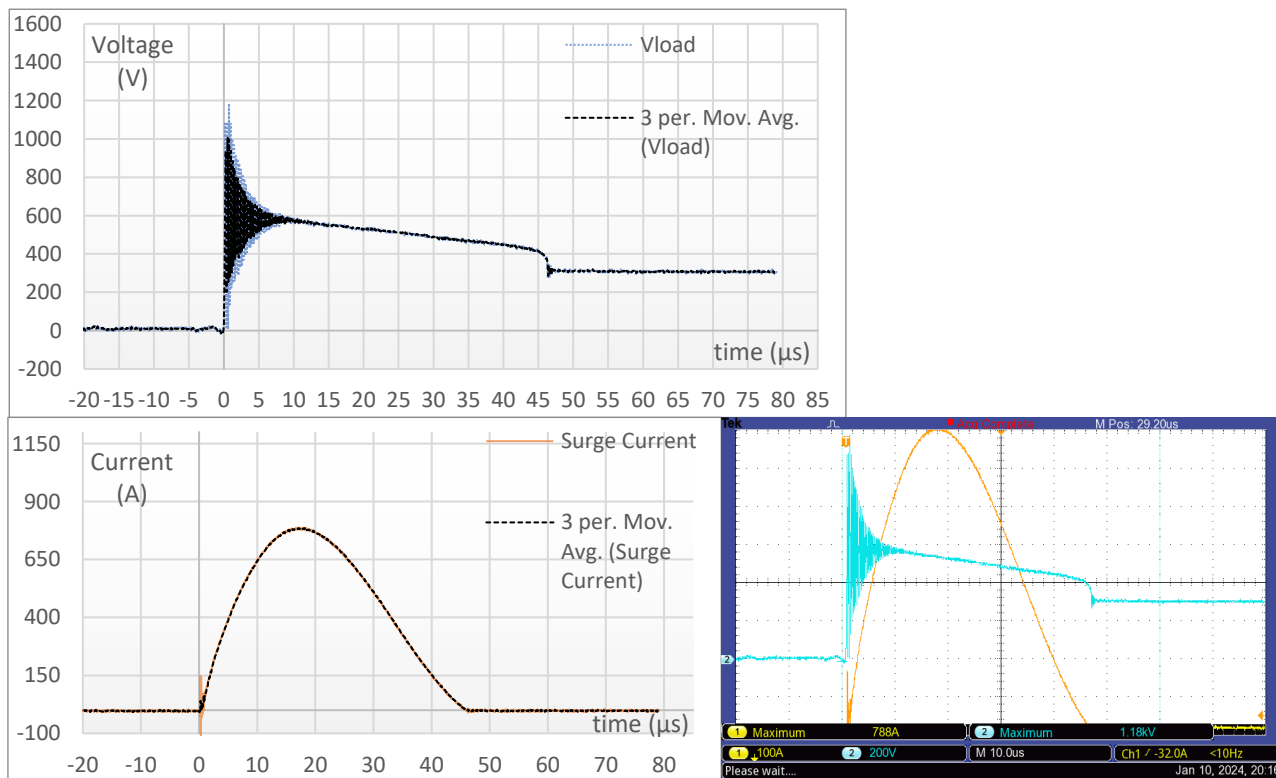 1600
Voltage
(V)
Vload
1400
1200
3 per. Mov. Avg.
(Vload)
1000
800
600
400
200
0
-200
time (µs)
-20 -15 -10 -5 0 5 10 15 20 25 30 35 40 45 50 55 60 65 70 75 80 85
1150
Current
(A)
Surge Current
900
3 per. Mov.
Avg. (Surge
Current)
650
400
150
-100
time (µs)
-20 -10 0 10 20 30 40 50 60 70 80
Tek
Acq Complete
M Pos: 29.20us
2
1 Maximum 788A
2 Maximum 1.18kV
1 100A
2 200V
M 10.0us
Ch1 -32.0A <10Hz
Please wait....
Jan 10, 2024, 20:16